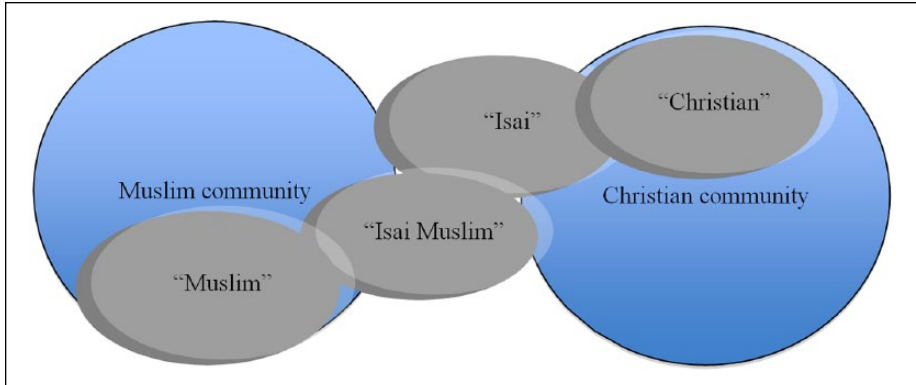 “Christian”
“Isai”
Muslim community
Christian community
“Isai Muslim”
“Muslim”